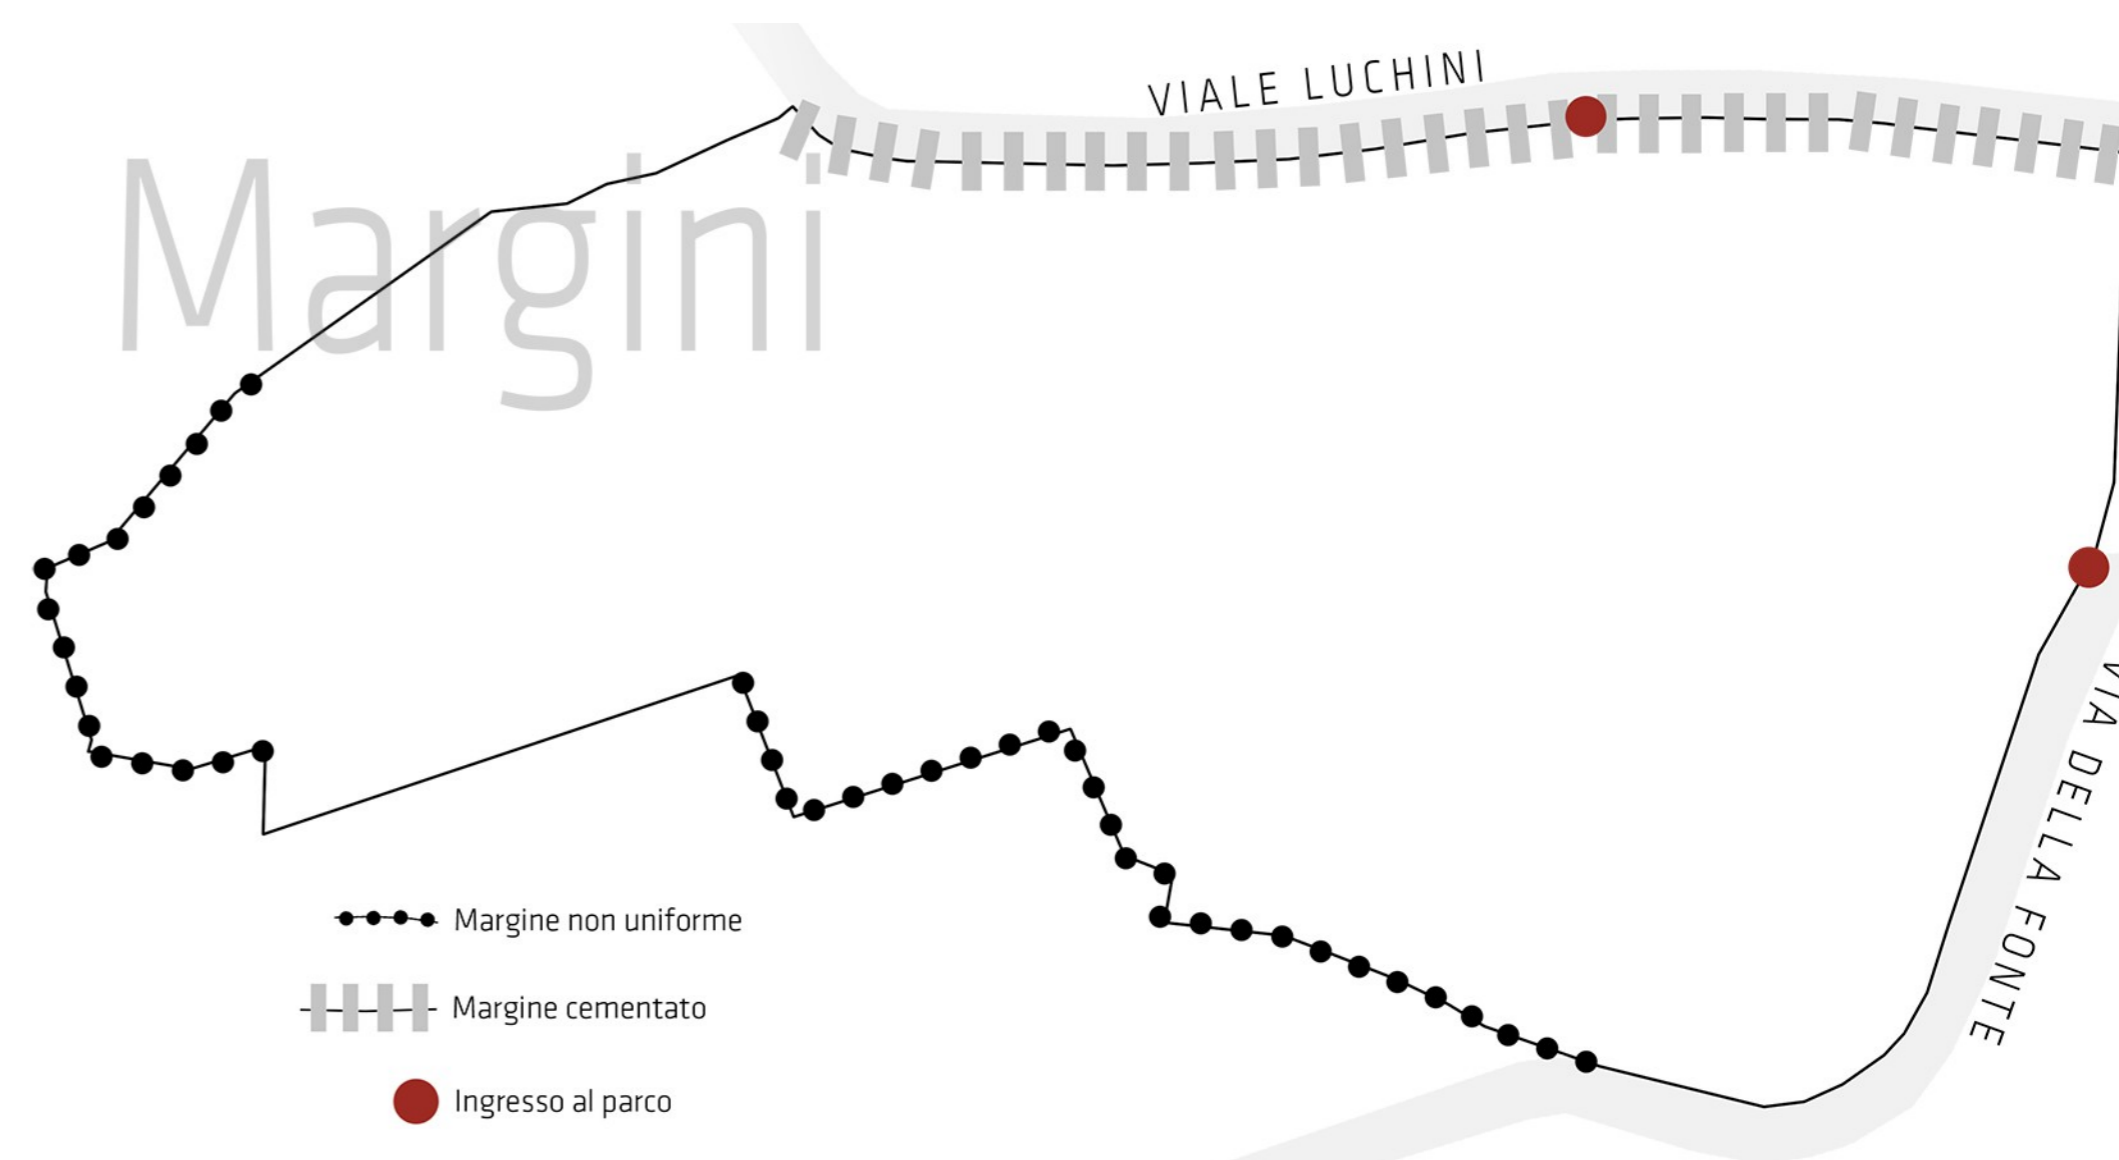 VIALE LUCHINI
Margini
VIA DELLA FONTE
Margine non uniforme
Margine cementato
Ingresso al parco